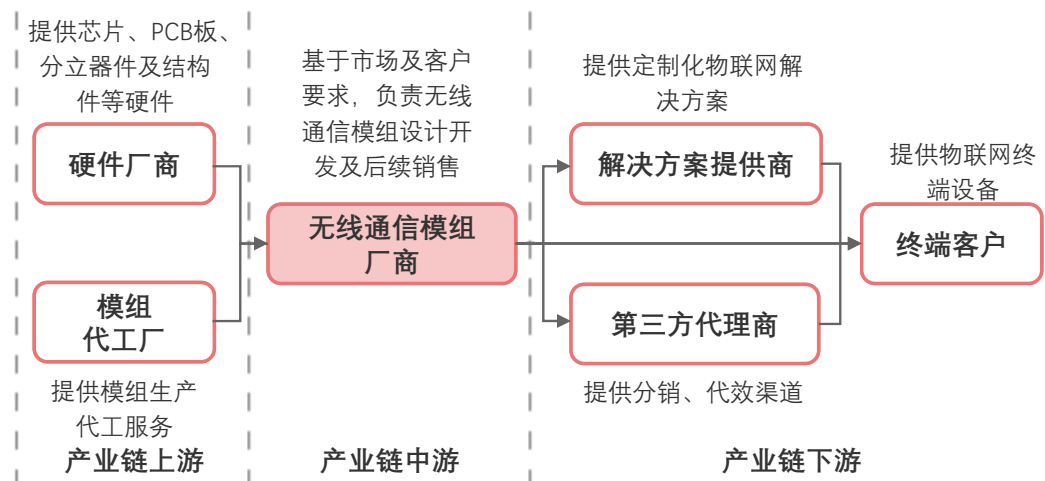 提供芯片、PCB板、
分立器件及结构
件等硬件
硬件厂商
模组
代工厂
提供模组生产
代工服务
产业链上游
基于市场及客户
要求，负责无线
通信模组设计开
发及后续销售
无线通信模组
厂商
产业链中游
提供定制化物联网解
决方案
解决方案提供商
第三方代理商
提供分销、代效渠道
提供物联网终
端设备
终端客户
产业链下游